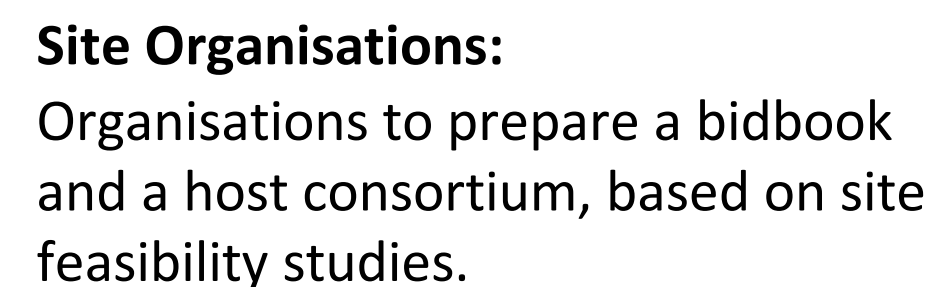 Site Organisations:
Organisations to prepare a bidbook
and a host consortium, based on site
feasibility studies.